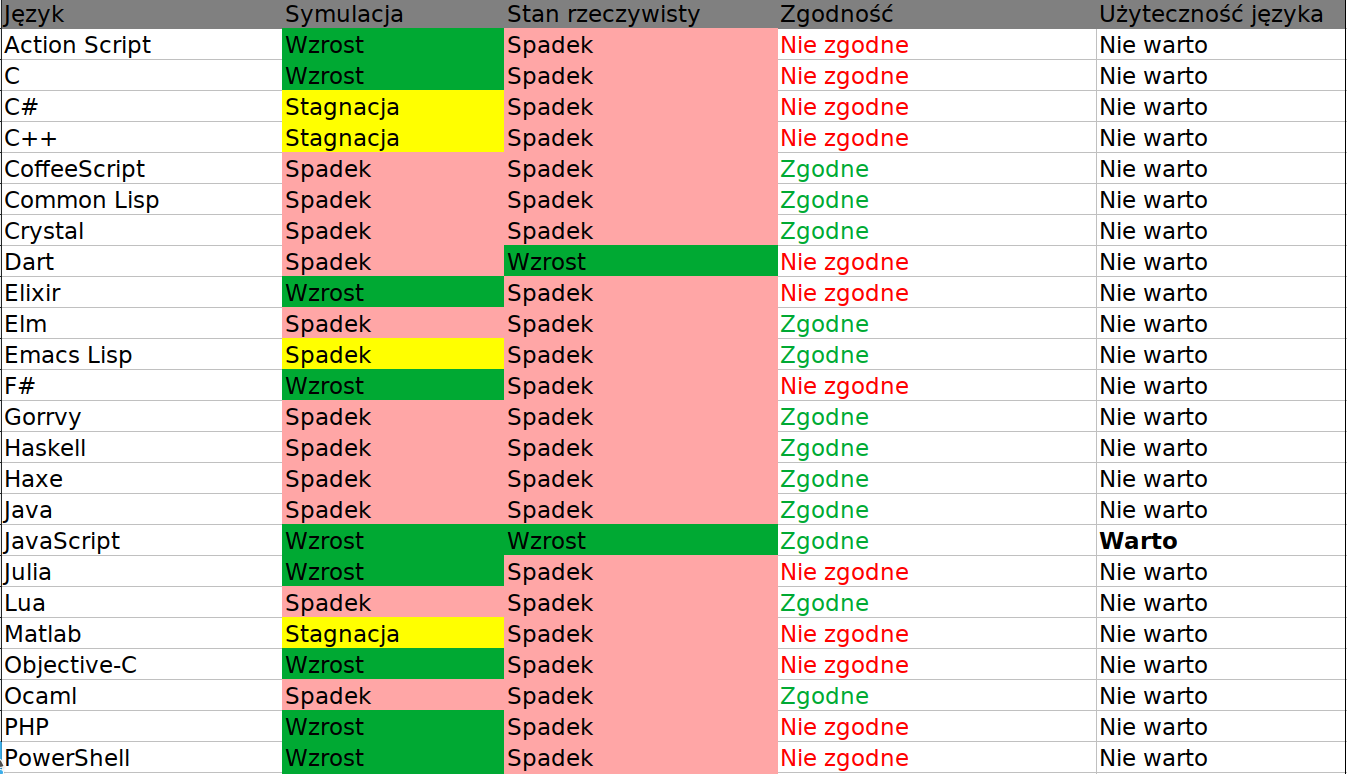 Język Symulacja Stan rzeczywisty Zgodność Użyteczność języka
Action Script Wzrost Spadek Nie zgodne Nie warto
C Wzrost Spadek Nie zgodne Nie warto
C# Stagnacja Spadek Nie zgodne Nie warto
C++ Stagnacja Spadek Nie zgodne Nie warto
CoffeeScript Spadek Spadek Zgodne Nie warto
Common Lisp Spadek Spadek Zgodne Nie warto
Crystal Spadek Spadek Zgodne Nie warto
Dart Spadek Wzrost Nie zgodne Nie warto
Elixir Wzrost Spadek Nie zgodne Nie warto
Elm Spadek Spadek Zgodne Nie warto
Emacs Lisp Spadek Spadek Zgodne Nie warto
F# Wzrost Spadek Nie zgodne Nie warto
Gorrvy Spadek Spadek Zgodne Nie warto
Haskell Spadek Spadek Zgodne Nie warto
Haxe Spadek Spadek Zgodne Nie warto
Java Spadek Spadek Zgodne Nie warto
JavaScript Wzrost Wzrost Zgodne Warto
Julia Wzrost Spadek Nie zgodne Nie warto
Lua Spadek Spadek Zgodne Nie warto
Matlab Stagnacja Spadek Nie zgodne Nie warto
Objective-C Wzrost Spadek Nie zgodne Nie warto
Ocaml Spadek Spadek Zgodne Nie warto
PHP Wzrost Spadek Nie zgodne Nie warto
PowerShell Wzrost Spadek Nie zgodne Nie warto